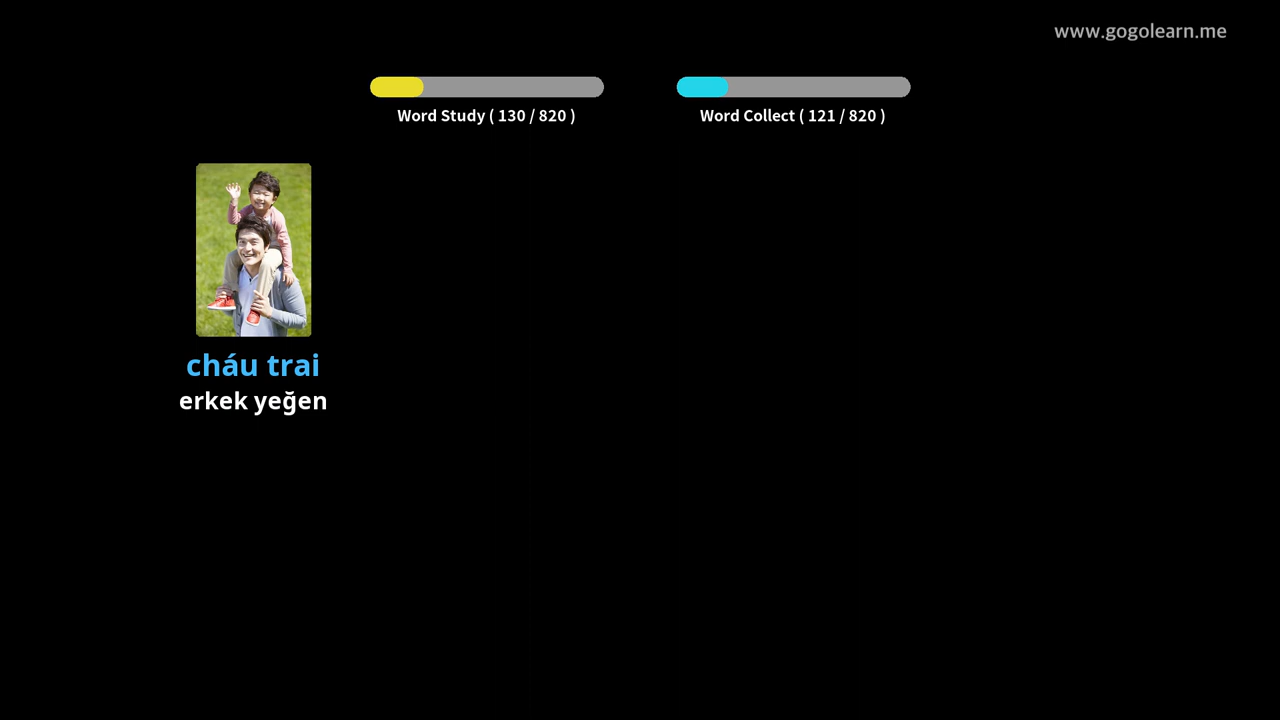 www.gogolearn.me
Word Study ( 130 / 820 )
Word Collect ( 121 / 820 )
cháu trai
erkek yeğen